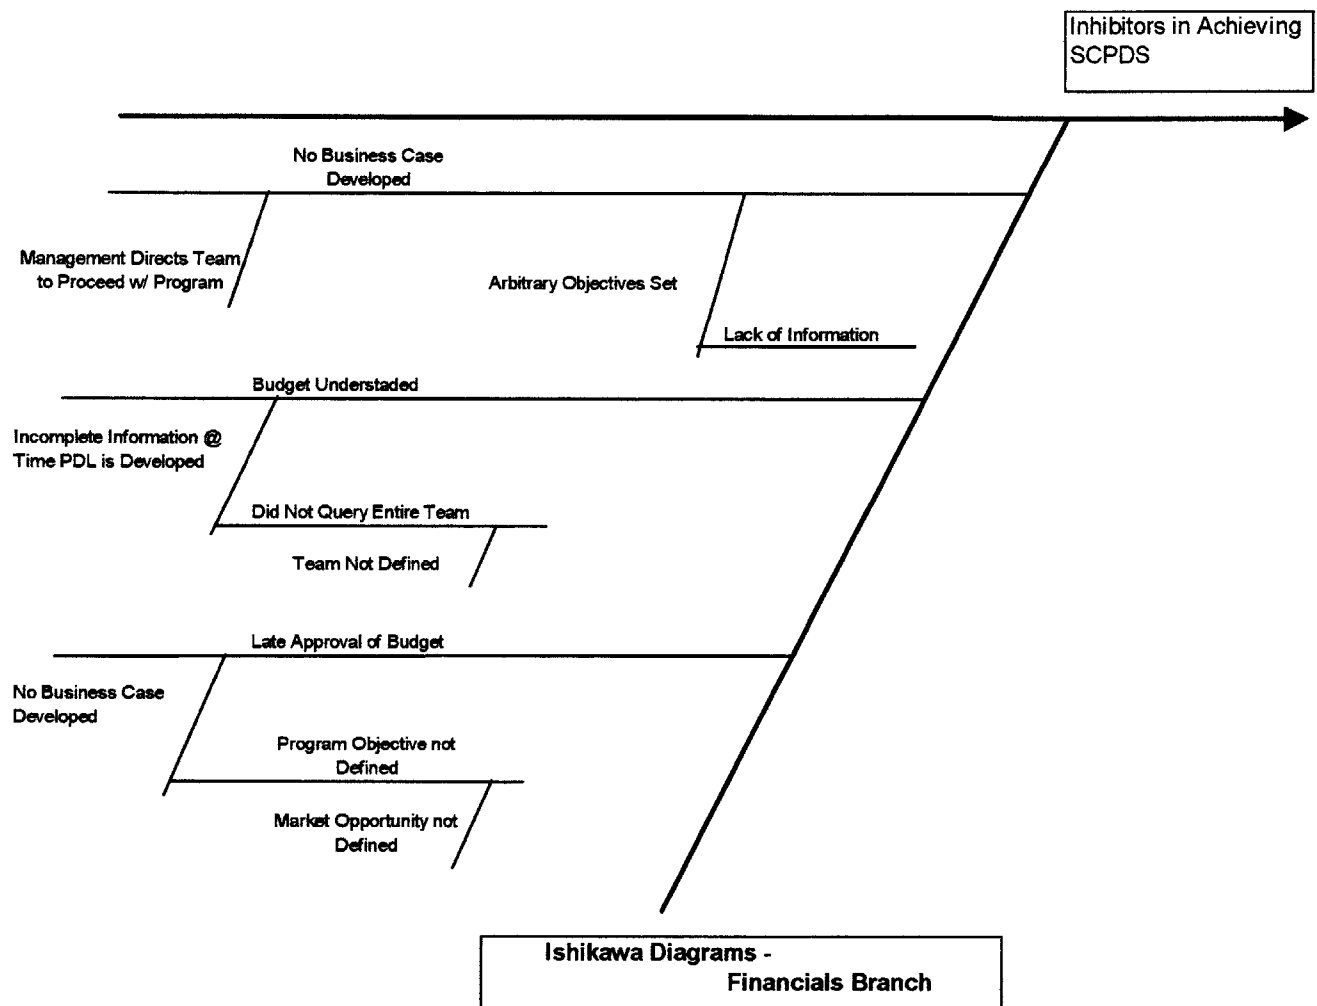 Inhibitors in Achieving
SCPDS
No Business Case
Developed
Management Directs Team
to Proceed w/ Program
Arbitrary Objectives Set
Lack of Information
Budget Understaded
Incomplete Information @
Time PDL is Developed
Did Not Query Entire Team
Team Not Defined
Late Approval of Budget
No Business Case
Developed
Program Objective not
Defined
Market Opportunity not
Defined
Ishikawa Diagrams -
Financials Branch